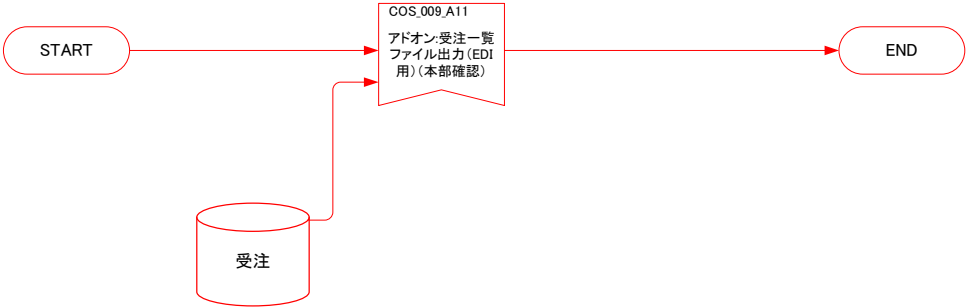 COS_009_A11
START
アドオン:受注一覧
ファイル出力(EDI
用)(本部確認)
END
受注